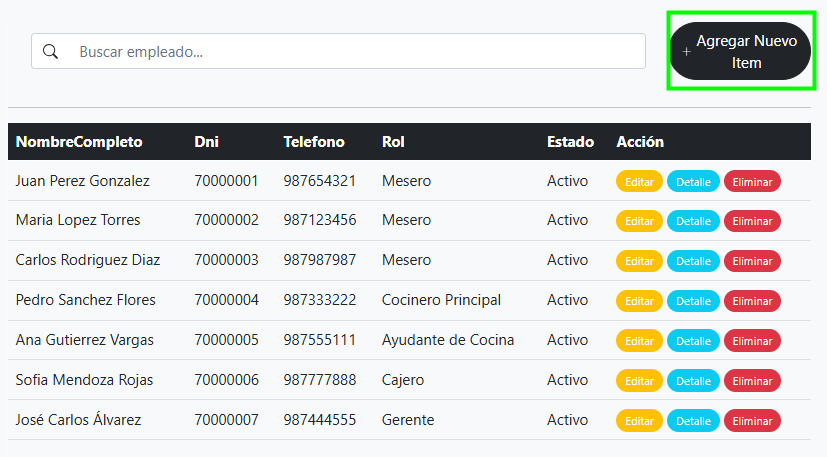 Buscar empleado...
Agregar Nuevo
Item
NombreCompleto Dni Telefono Rol Estado Acción
Juan Perez Gonzalez 70000001 987654321 Mesero Activo Editar Detalle Eliminar
Maria Lopez Torres 70000002 987123456 Mesero Activo Editar Detalle Eliminar
Carlos Rodriguez Diaz 70000003 987987987 Mesero Activo Editar Detalle Eliminar
Pedro Sanchez Flores 70000004 987333222 Cocinero Principal Activo Editar Detalle Eliminar
Ana Gutierrez Vargas 70000005 987555111 Ayudante de Cocina Activo Editar Detalle Eliminar
Sofia Mendoza Rojas 70000006 987777888 Cajero Activo Editar Detalle Eliminar
José Carlos Álvarez 70000007 987444555 Gerente Activo Editar Detalle Eliminar